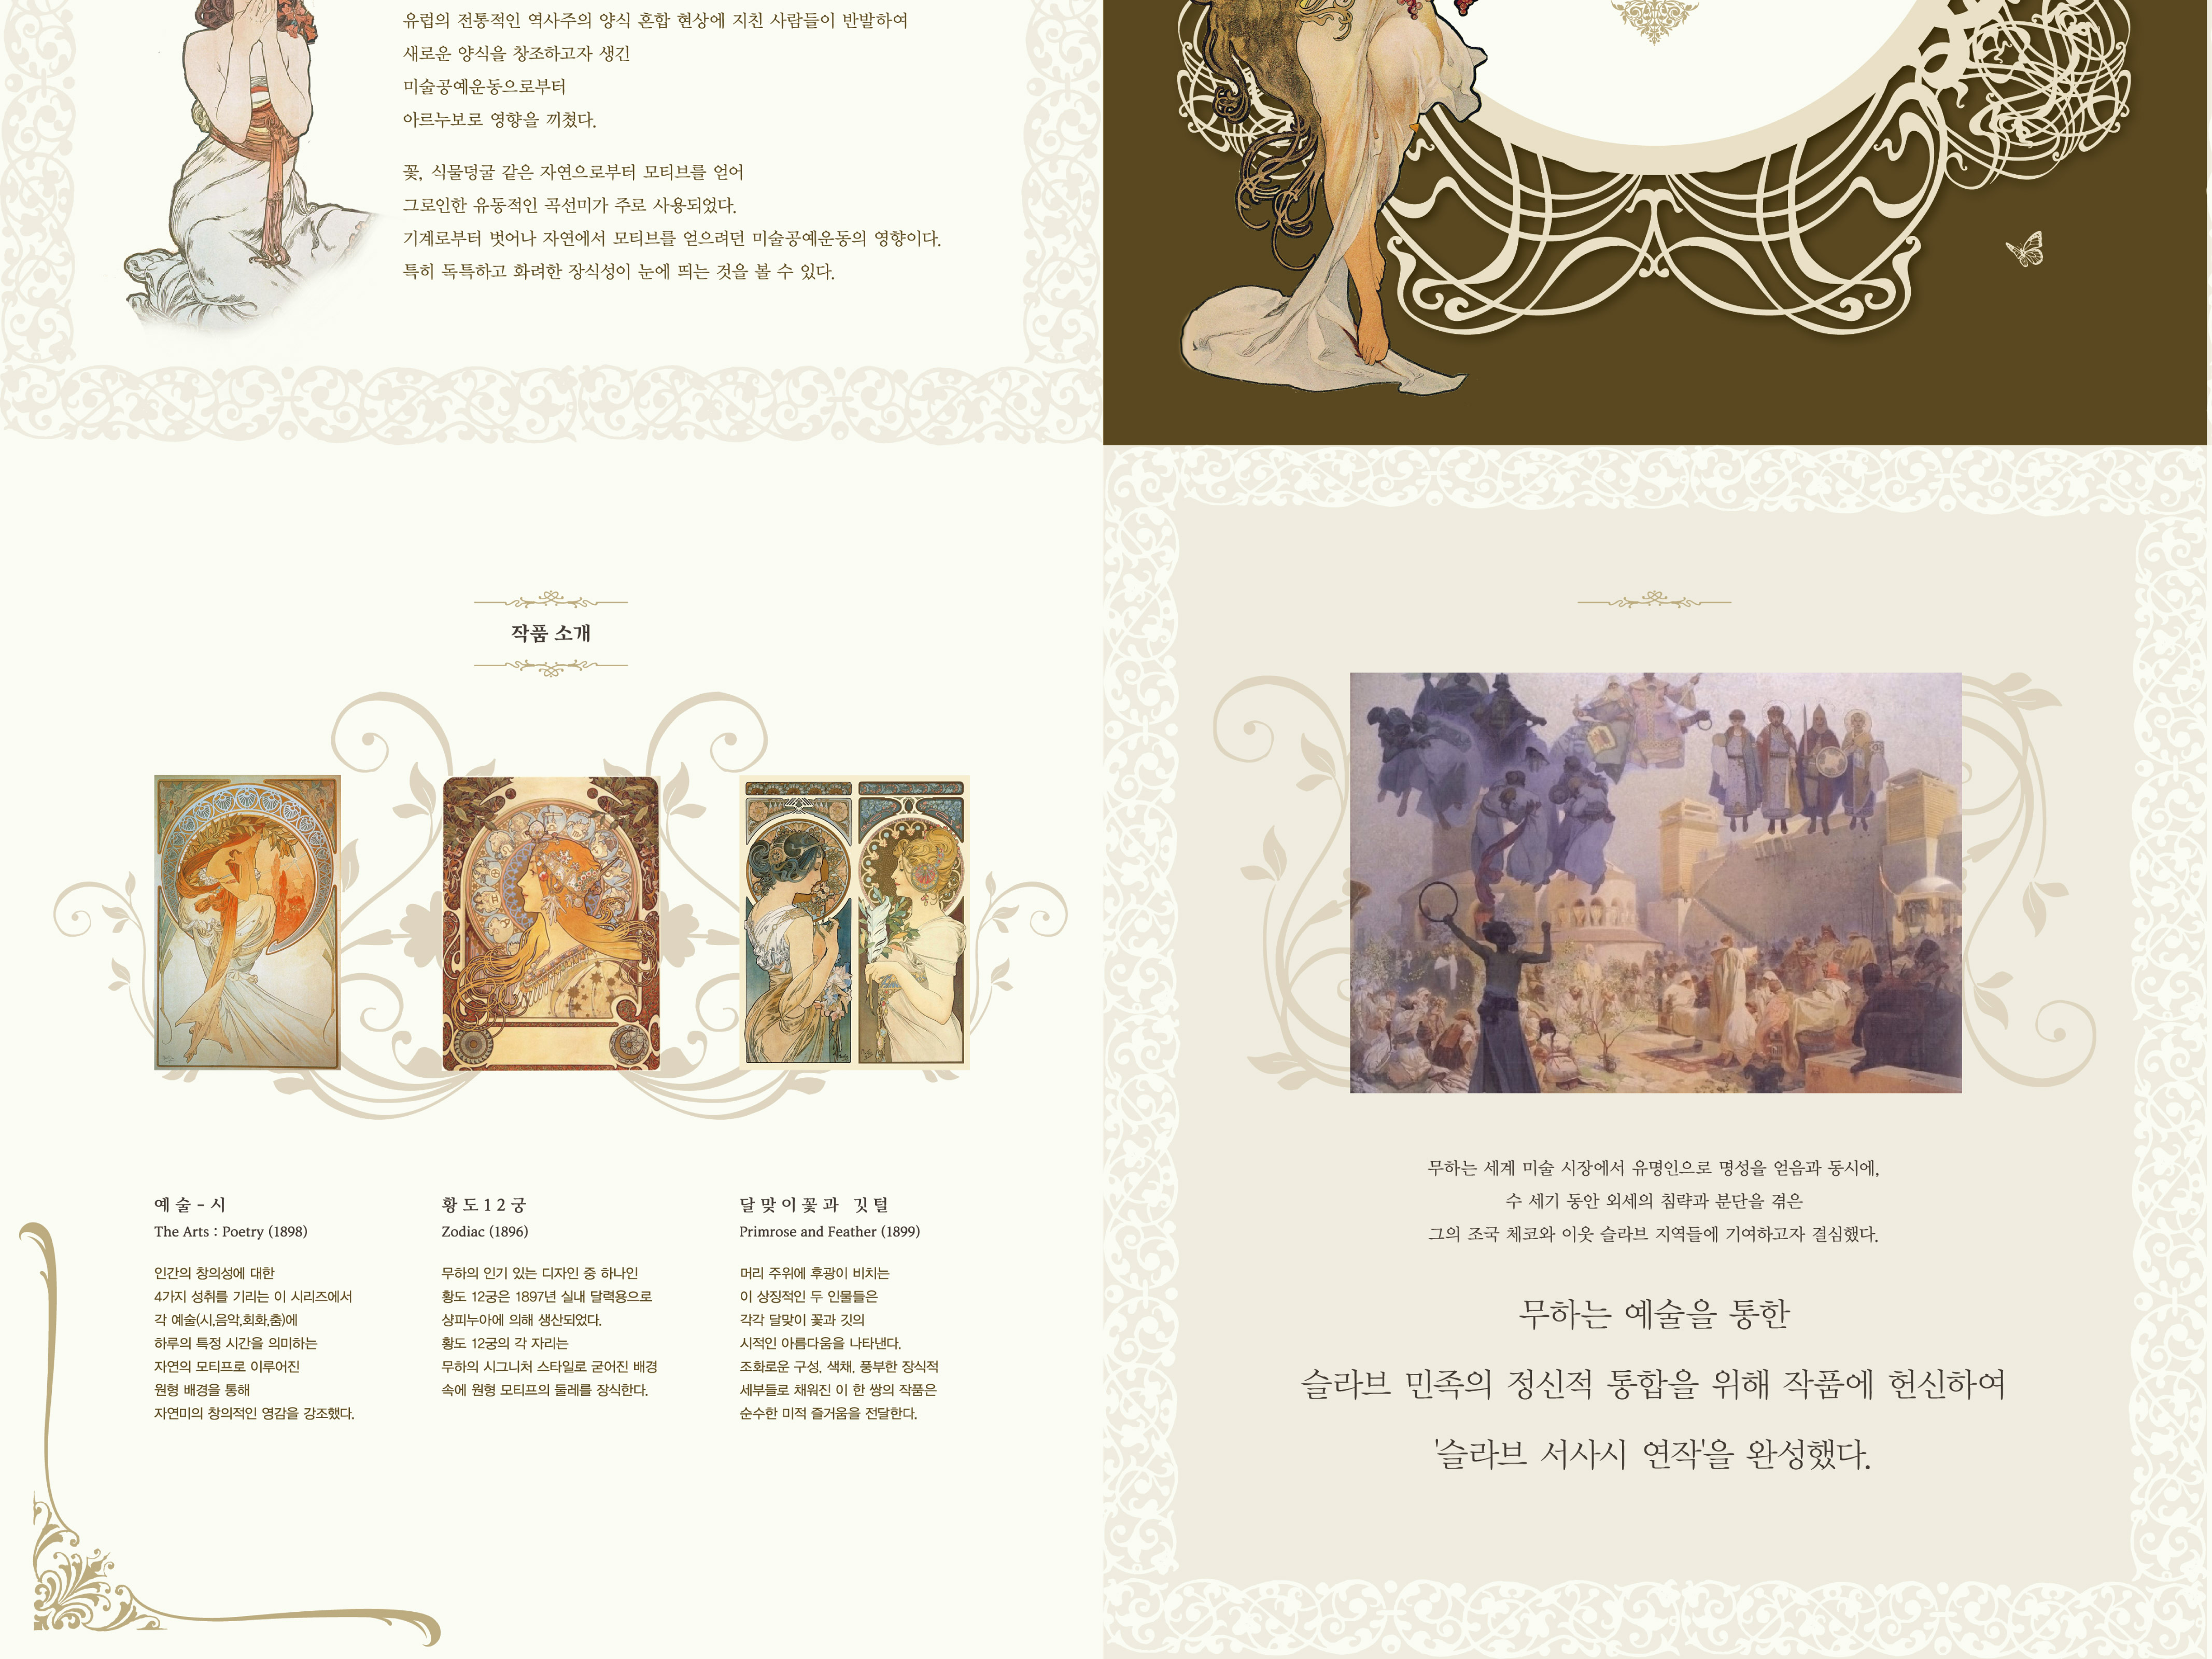 유럽의 전통적인 역사주의 양식 혼합 현상에 지친 사람들이 반발하여
새로운 양식을 창조하고자 생긴
미술공예운동으로부터
아르누보로 영향을 끼쳤다.
꽃, 식물덩굴 같은 자연으로부터 모티브를 얻어
그로인한 유동적인 곡선미가 주로 사용되었다.
기계로부터 벗어나 자연에서 모티브를 얻으려던 미술공예운동의 영향이다.
특히 독특하고 화려한 장식성이 눈에 띄는 것을 볼 수 있다.
작품 소개
예술-시
The Arts : Poetry (1898)
인간의 창의성에 대한
4가지 성취를 기리는 이 시리즈에서
각 예술(시,음악,회화,춤)에
하루의 특정 시간을 의미하는
자연의 모티프로 이루어진
원형 배경을 통해
자연미의 창의적인 영감을 강조했다.
황도12궁
Zodiac (1896)
무하의 인기 있는 디자인 중 하나인
황도 12궁은 1897년 실내 달력용으로
샹피누아에 의해 생산되었다.
황도 12궁의 각 자리는
무하의 시그니처 스타일로 굳어진 배경
속에 원형 모티프의 둘레를 장식한다.
달맞이꽃과 깃털
Primrose and Feather (1899)
머리 주위에 후광이 비치는
이 상징적인 두 인물들은
각각 달맞이 꽃과 깃의
시적인 아름다움을 나타낸다.
조화로운 구성, 색채, 풍부한 장식적
세부들로 채워진 이 한 쌍의 작품은
순수한 미적 즐거움을 전달한다.
무하는 세계 미술 시장에서 유명인으로 명성을 얻음과 동시에,
수 세기 동안 외세의 침략과 분단을 겪은
그의 조국 체코와 이웃 슬라브 지역들에 기여하고자 결심했다.
무하는 예술을 통한
슬라브 민족의 정신적 통합을 위해 작품에 헌신하여
'슬라브 서사시 연작'을 완성했다.